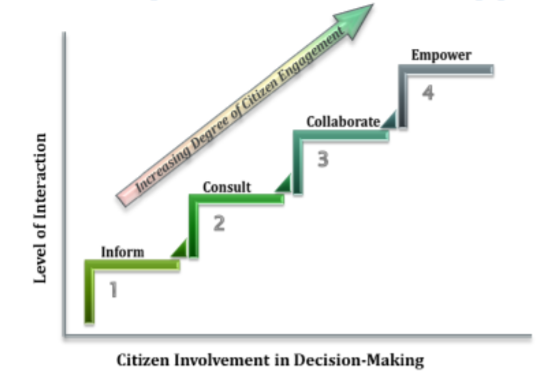 Increasing Degree of Citizen Engagement
Empower
4
Collaborate
3
Consult
2
Inform
1
Level of Interaction
Citizen Involvement in Decision-Making